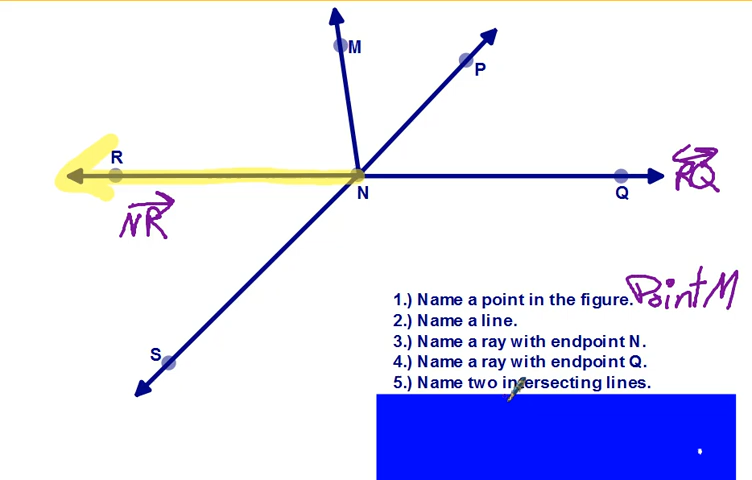 M
P
R
N
Q
RQ
NR
S
Point M
1.) Name a point in the figure.
2.) Name a line.
3.) Name a ray with endpoint N.
4.) Name a ray with endpoint Q.
5.) Name two intersecting lines.